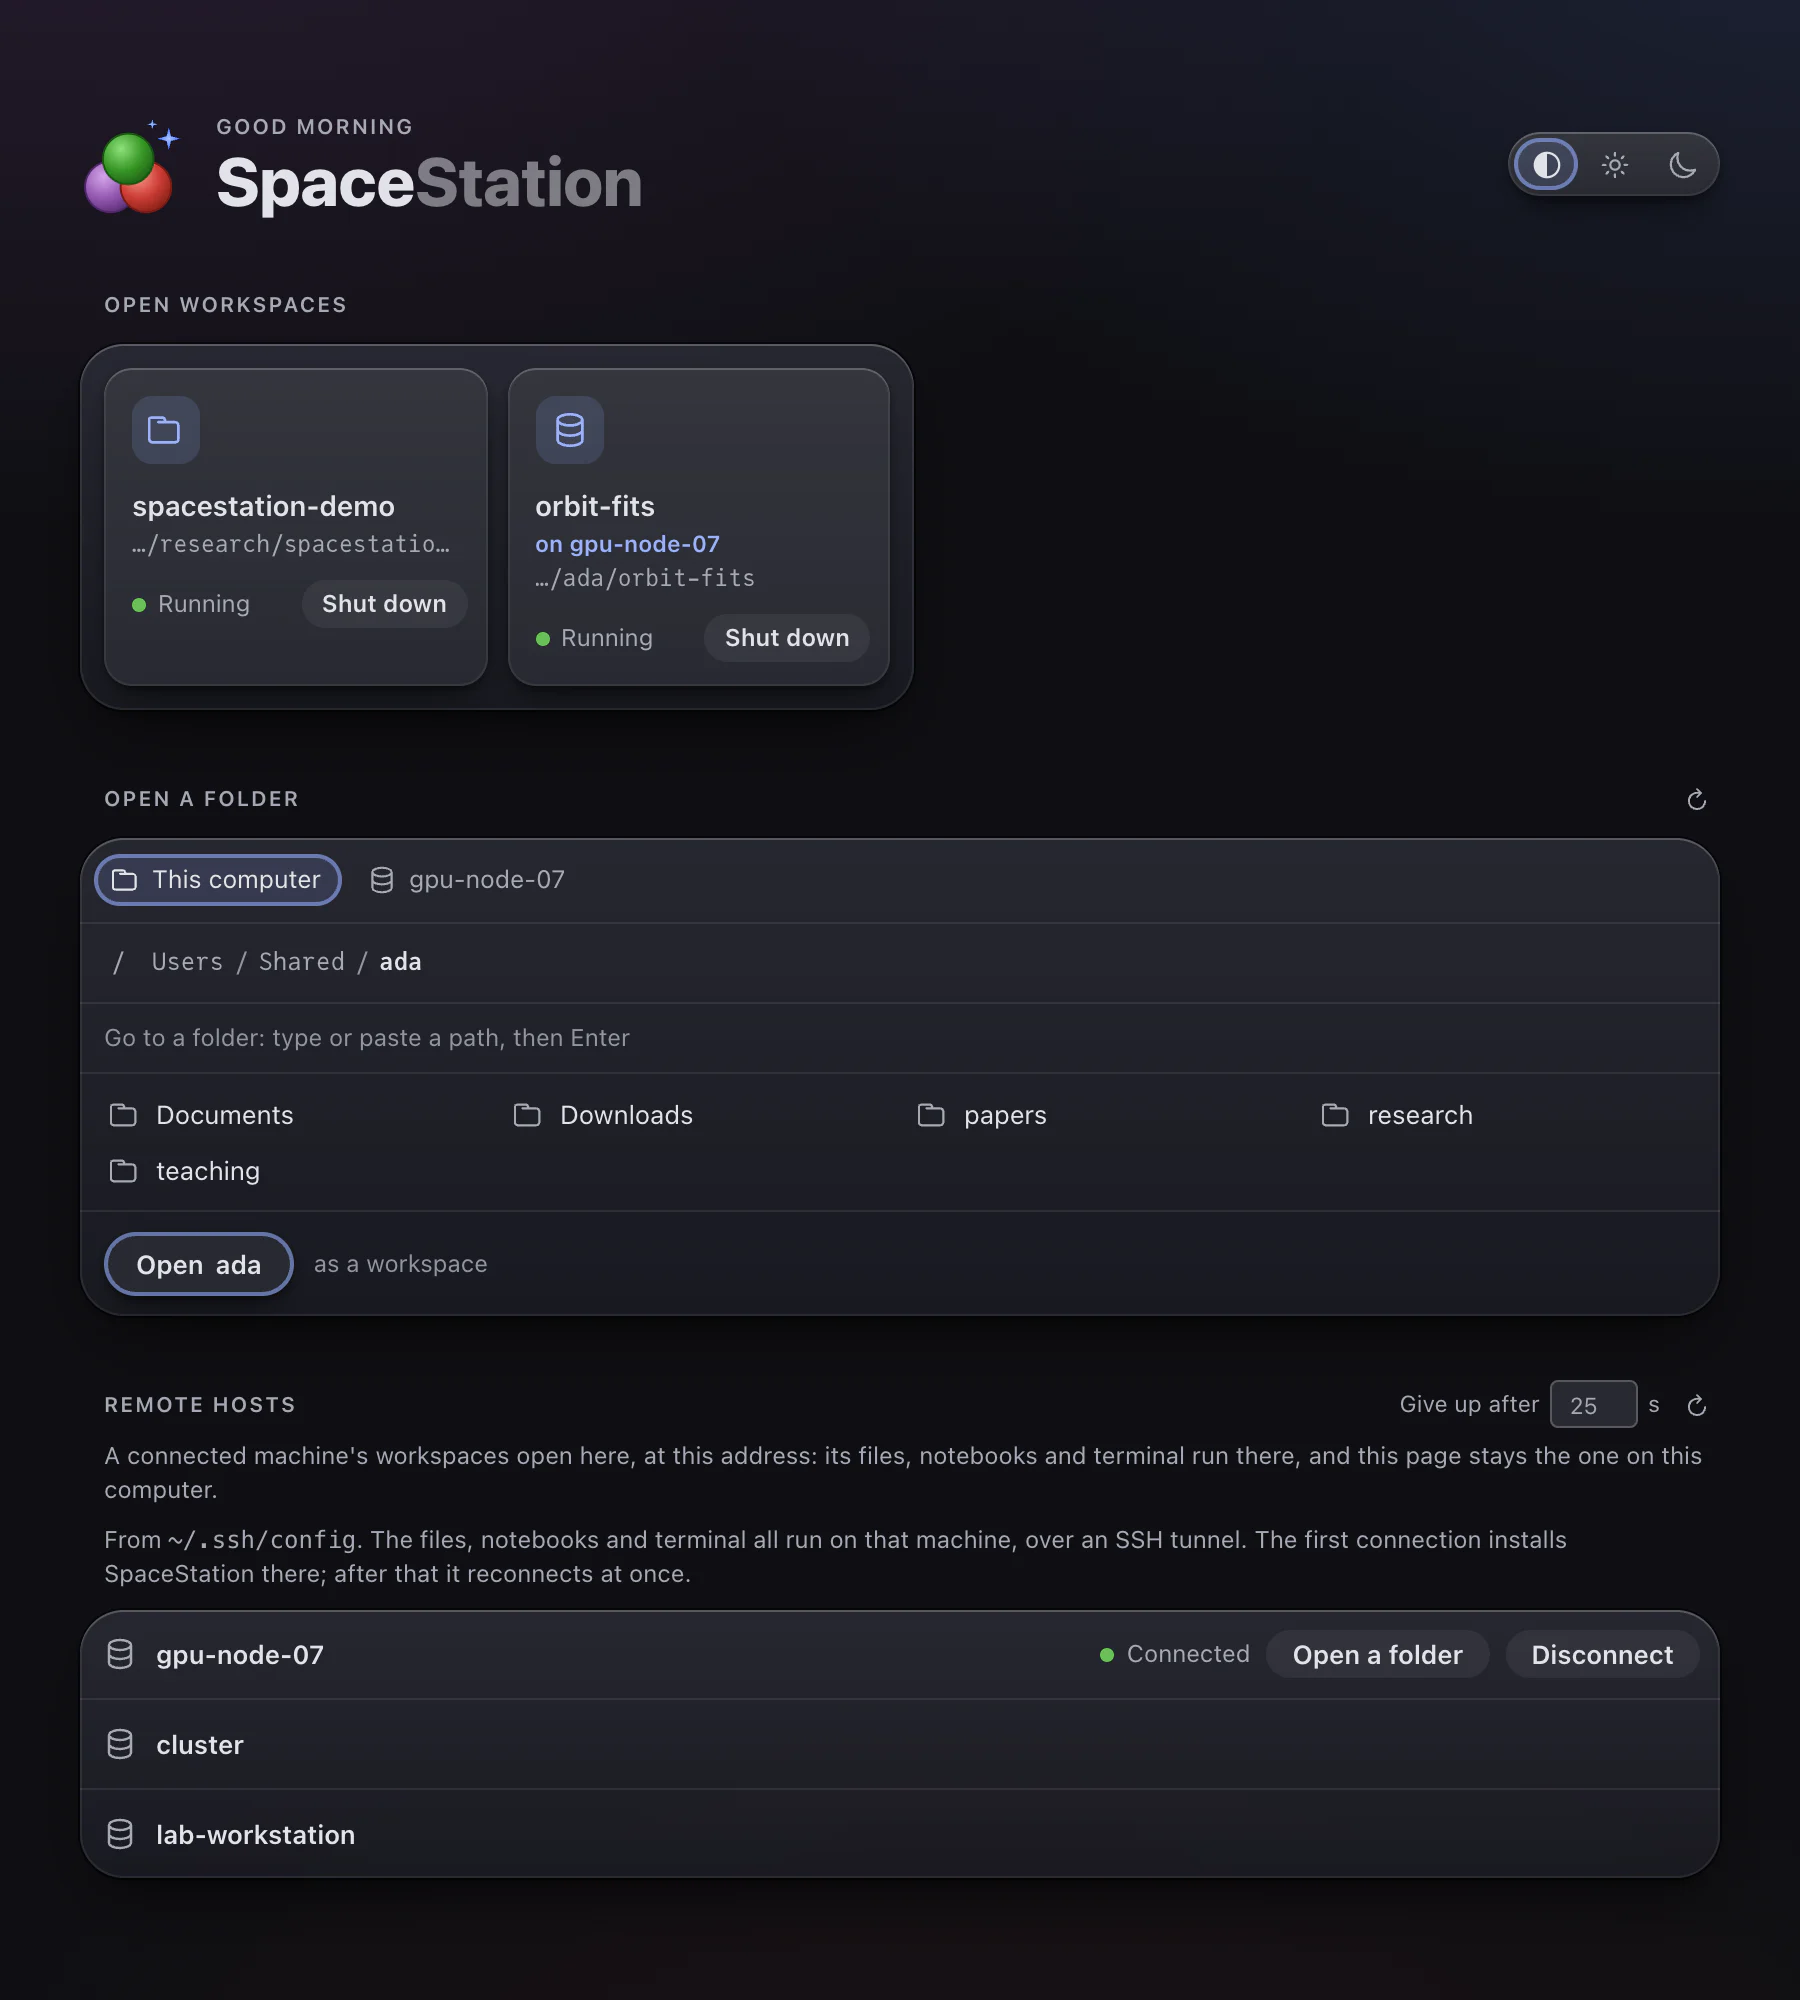 GOOD MORNING
SpaceStation
OPEN WORKSPACES
spacestation-demo
…/research/spacestatio…
Running
Shut down
orbit-fits
on gpu-node-07
…/ada/orbit-fits
Running
Shut down
OPEN A FOLDER
This computer
gpu-node-07
/ Users / Shared / ada
Go to a folder: type or paste a path, then Enter
Documents
Downloads
papers
research
teaching
Open ada
as a workspace
REMOTE HOSTS
Give up after 25 s
A connected machine's workspaces open here, at this address: its files, notebooks and terminal run there, and this page stays the one on this
computer.
From ~/.ssh/config. The files, notebooks and terminal all run on that machine, over an SSH tunnel. The first connection installs
SpaceStation there; after that it reconnects at once.
gpu-node-07
Connected
Open a folder
Disconnect
cluster
lab-workstation